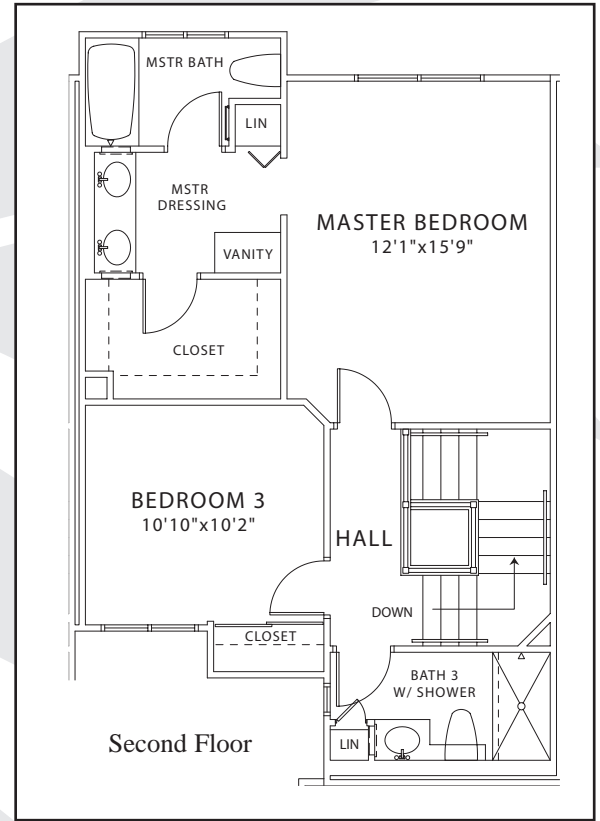 MSTR BATH
LIN
MSTR
DRESSING
VANITY
MASTER BEDROOM
12'1"x15'9"
CLOSET
BEDROOM 3
10'10"x10'2"
HALL
DOWN
CLOSET
BATH 3
W/ SHOWER
LIN
Second Floor